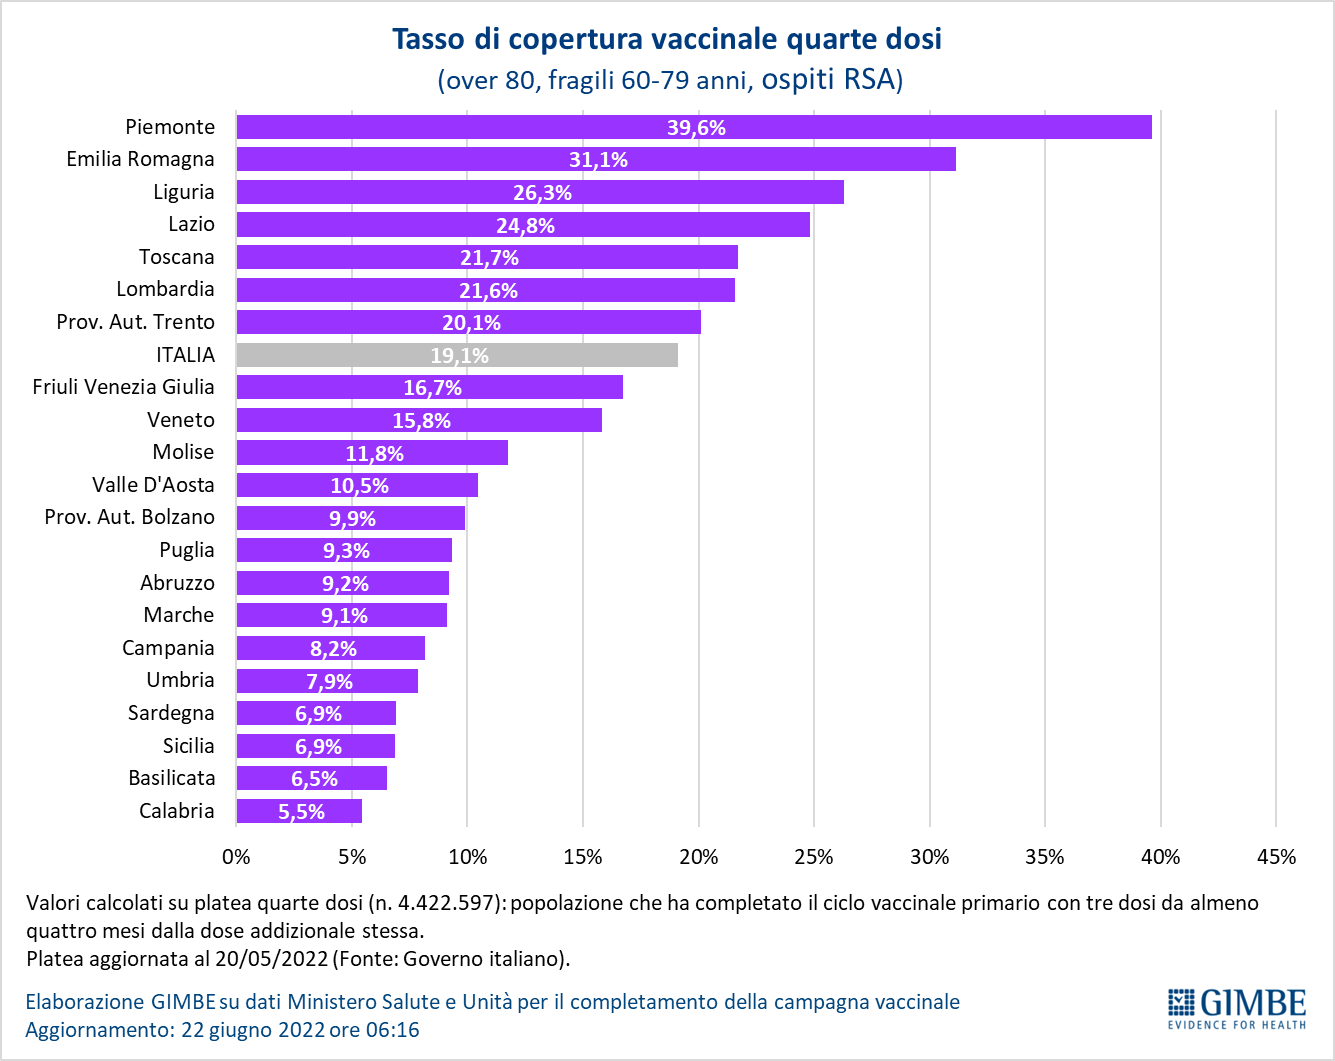 Tasso di copertura vaccinale quarte dosi
(over 80, fragili 60-79 anni, ospiti RSA)
Piemonte 39,6%
Emilia Romagna 31,1%
Liguria 26,3%
Lazio 24,8%
Toscana 21,7%
Lombardia 21,6%
Prov. Aut. Trento 20,1%
ITALIA 19,1%
Friuli Venezia Giulia 16,7%
Veneto 15,8%
Molise 11,8%
Valle D'Aosta 10,5%
Prov. Aut. Bolzano 9,9%
Puglia 9,3%
Abruzzo 9,2%
Marche 9,1%
Campania 8,2%
Umbria 7,9%
Sardegna 6,9%
Sicilia 6,9%
Basilicata 6,5%
Calabria 5,5%
0% 5% 10% 15% 20% 25% 30% 35% 40% 45%
Valori calcolati su platea quarte dosi (n. 4.422.597): popolazione che ha completato il ciclo vaccinale primario con tre dosi da almeno
quattro mesi dalla dose addizionale stessa.
Platea aggiornata al 20/05/2022 (Fonte: Governo italiano).
Elaborazione GIMBE su dati Ministero Salute e Unità per il completamento della campagna vaccinale
Aggiornamento: 22 giugno 2022 ore 06:16
GIMBE
EVIDENCE FOR HEALTH